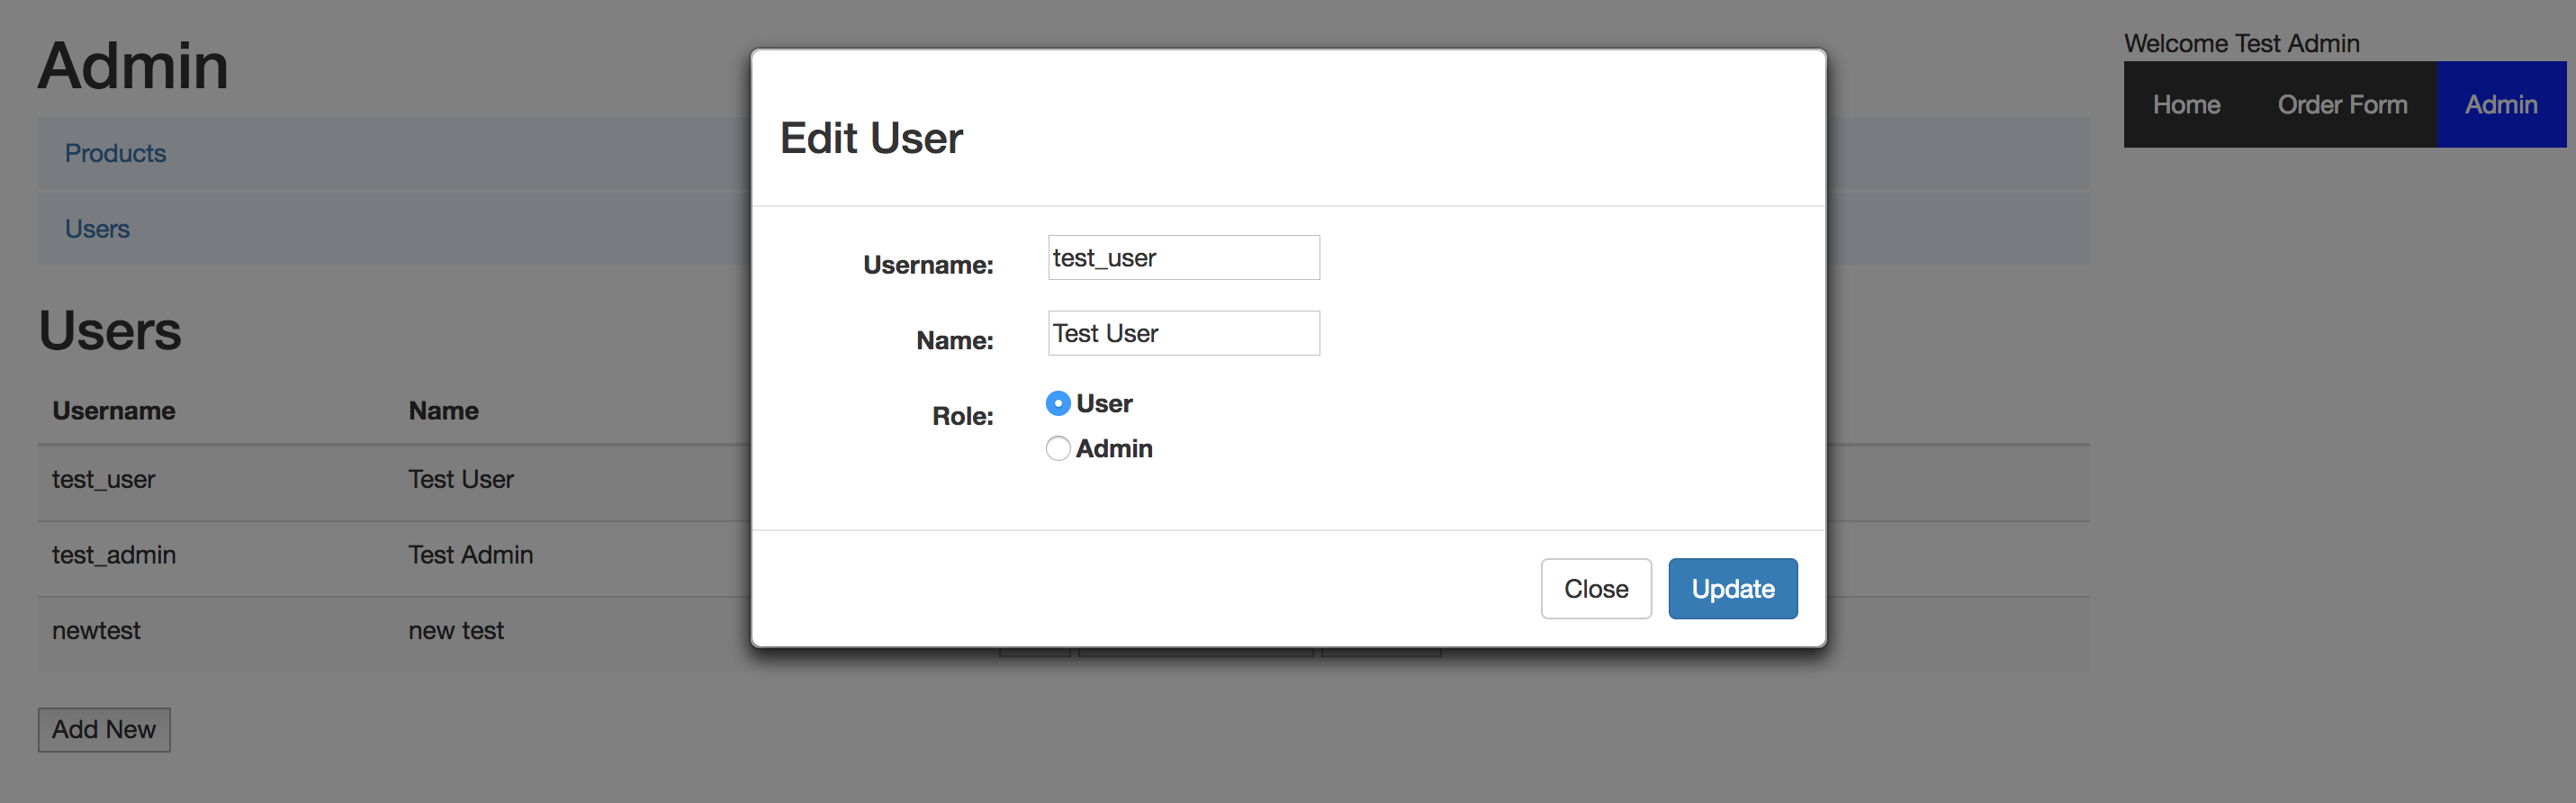 Admin
Welcome Test Admin
Home Order Form Admin
Products
Users
Users
Username Name
test_user Test User
test_admin Test Admin
newtest new test
Add New
Edit User
Username: test_user
Name: Test User
Role: User
Admin
Close Update